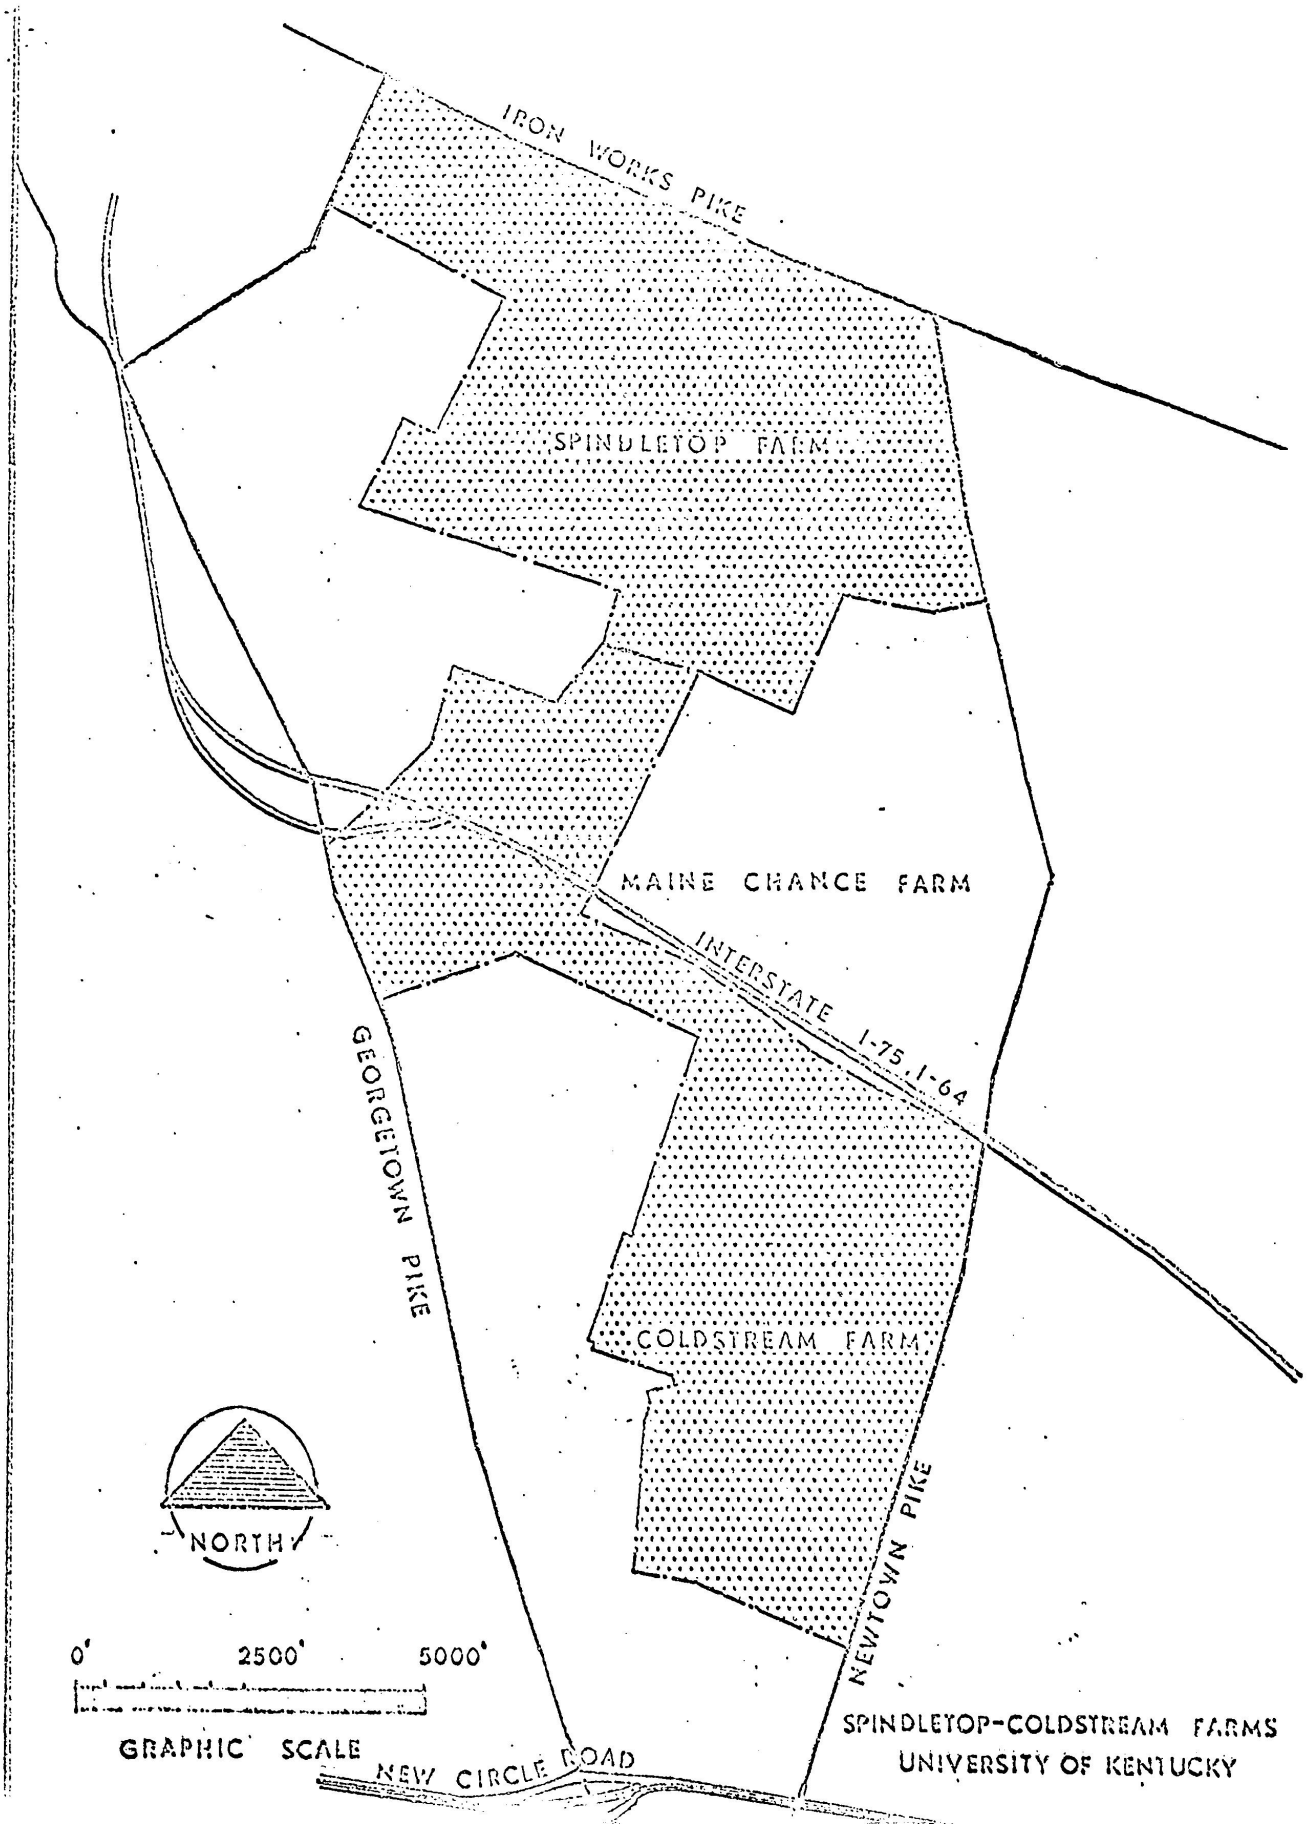 IRON WORKS PIKE
SPINDLETOP FARM
MAINE CHANCE FARM
INTERSTATE I-75, I-64
GEORGETOWN PIKE
COLDSTREAM FARM
NEWTOWN PIKE
NORTH
0' 2500' 5000'
GRAPHIC SCALE
NEW CIRCLE ROAD
SPINDLETOP-COLDSTREAM FARMS
UNIVERSITY OF KENTUCKY